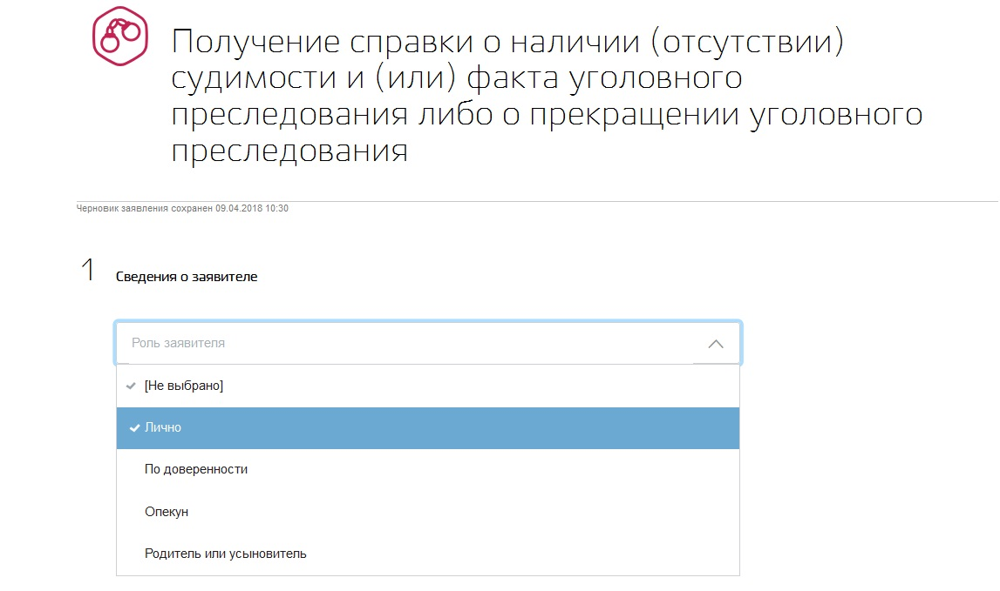 Получение справки о наличии (отсутствии)
судимости и (или) факта уголовного
преследования либо о прекращении уголовного
преследования
Черновик заявления сохранен 09.04.2018 10:30
1 Сведения о заявителе
Роль заявителя
[Не выбрано]
Лично
По доверенности
Опекун
Родитель или усыновитель